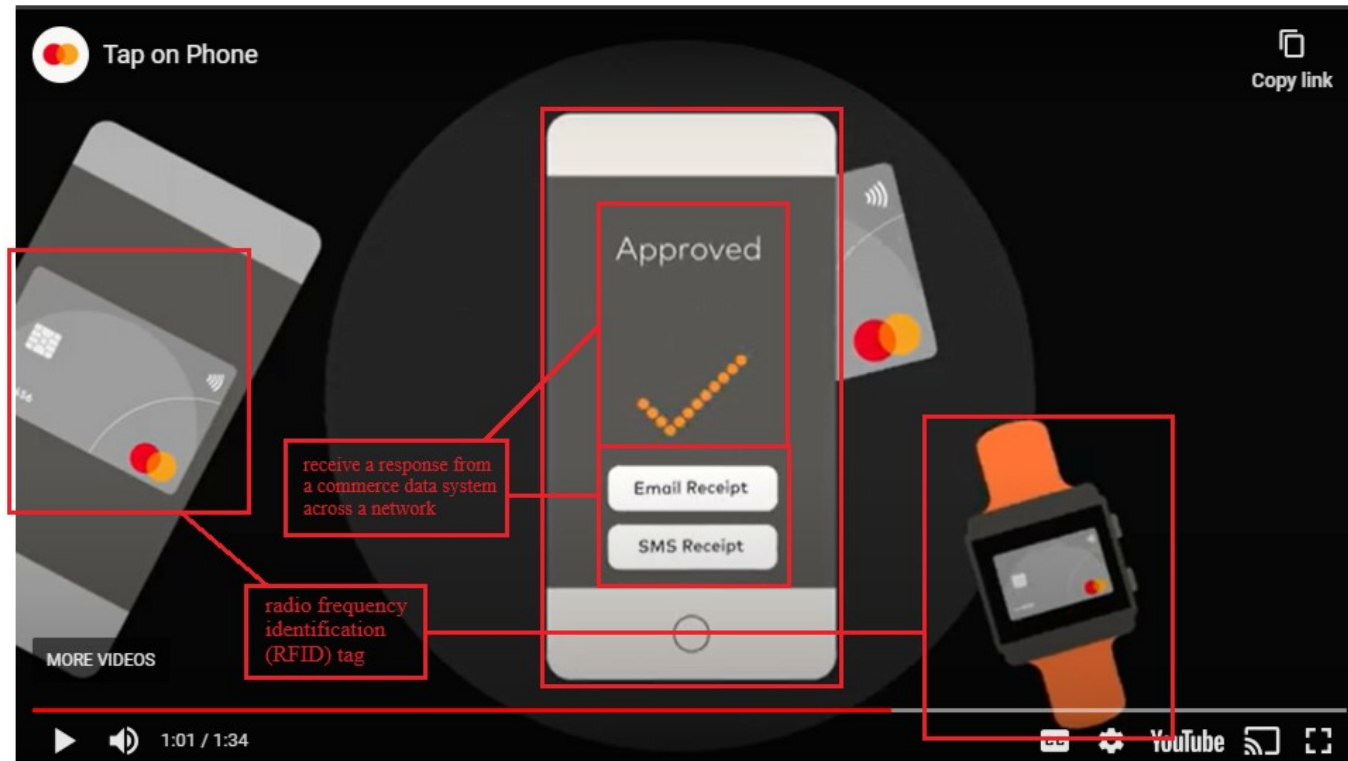 Tap on Phone
Copy link
Approved
receive a response from
a commerce data system
across a network
Email Receipt
SMS Receipt
radio frequency
identification
(RFID) tag
MORE VIDEOS
1:01 / 1:34
CC
YouTube